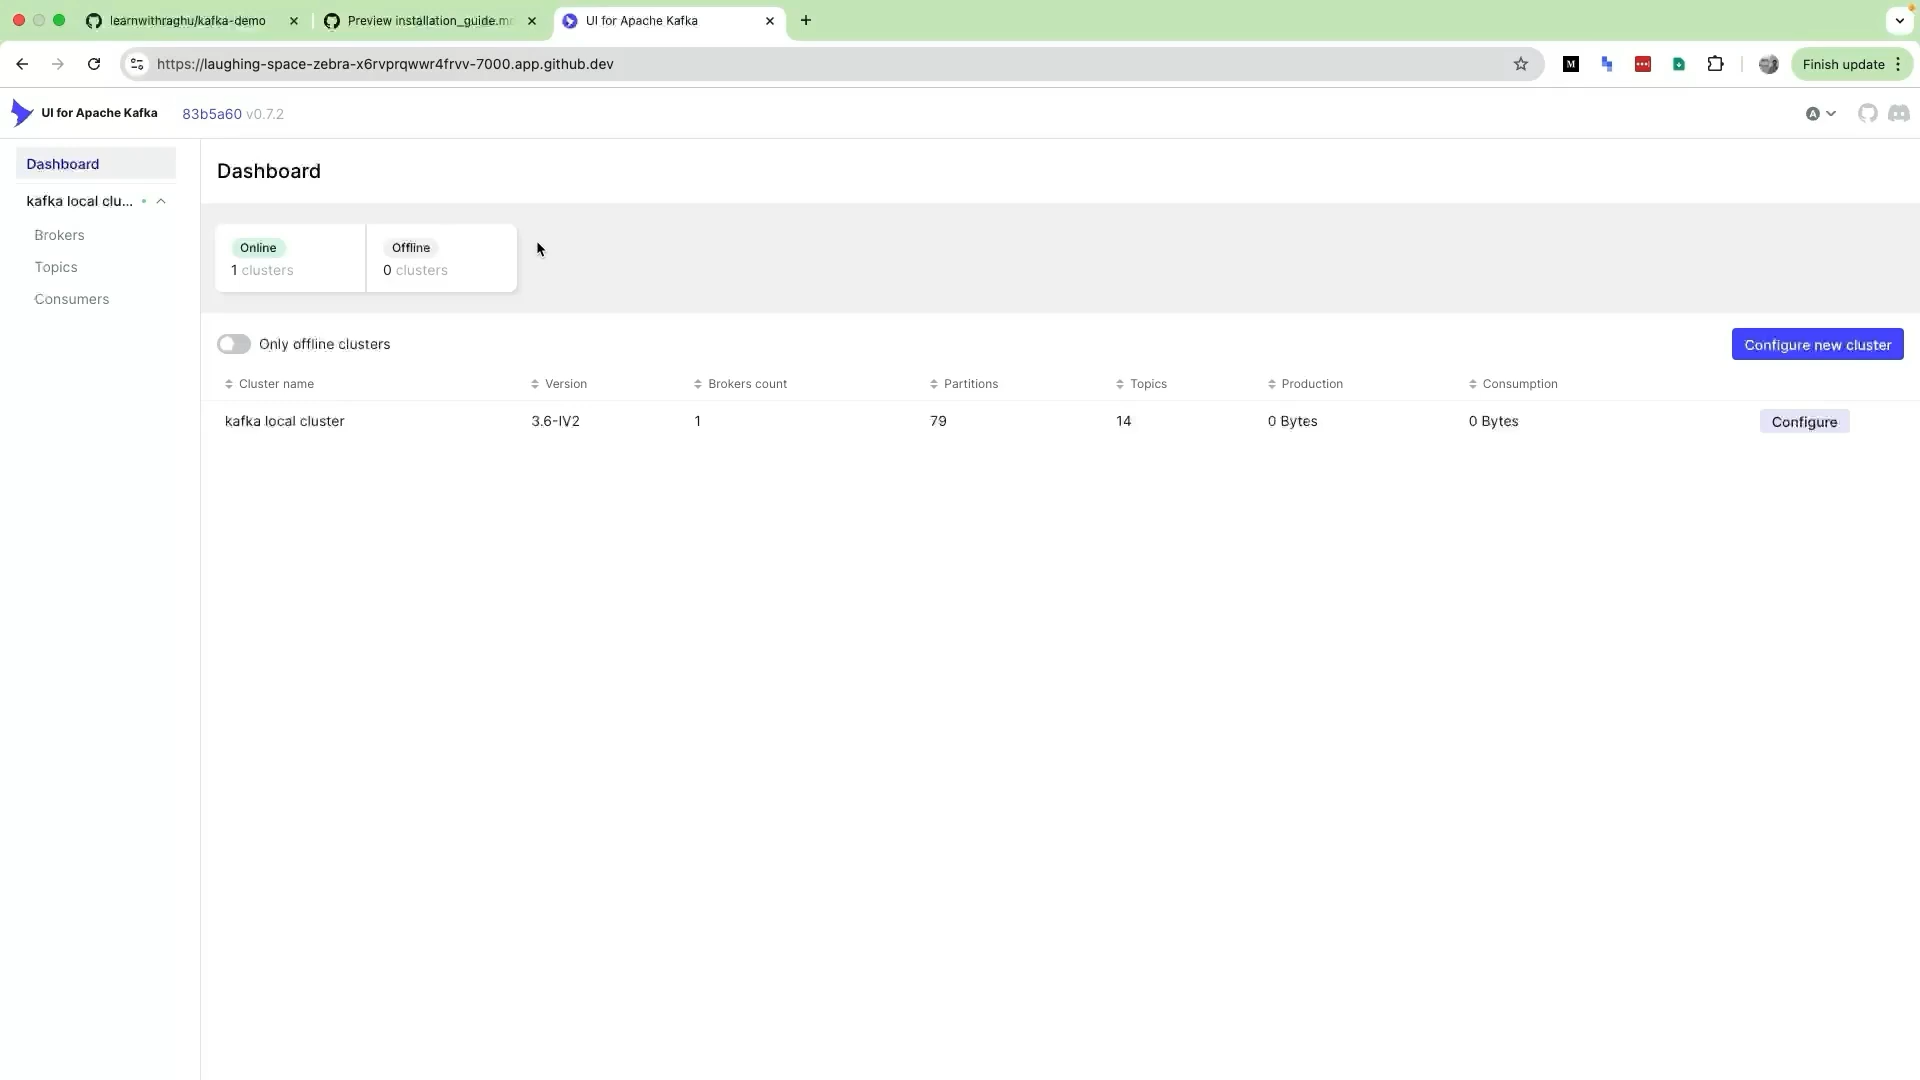 learnwithraghu/kafka-demo
Preview installation_guide.m
UI for Apache Kafka
https://laughing-space-zebra-x6rvprqwwr4frvv-7000.app.github.dev
M
Finish update
UI for Apache Kafka 83b5a60 v0.7.2
A
Dashboard
kafka local clu...
Brokers
Topics
Consumers
Dashboard
Online
1 clusters
Offline
0 clusters
Only offline clusters
Configure new cluster
Cluster name Version Brokers count Partitions Topics Production Consumption
kafka local cluster 3.6-IV2 1 79 14 0 Bytes 0 Bytes Configure